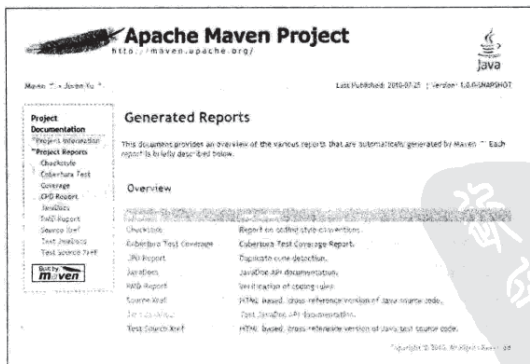 Apache Maven Project
http://maven.apache.org/
Java
Last Published: 2010-07-25 | Version: 1.0.0-SNAPSHOT
Project
Documentation
Project Information
Project Reports
Checkstyle
Cobertura Test
Coverage
CPD Report
JavaDocs
PMD Report
Source Xref
Test JavaDocs
Test Source Xref
maven
Generated Reports
This document provides an overview of the various reports that are automatically generated by Maven. Each
report is briefly described below.
Overview
Checkstyle Report on coding style conventions.
Cobertura Test Coverage Cobertura Test Coverage Report.
CPD Report Duplicate code detection.
JavaDocs JavaDoc API documentation.
PMD Report Verification of coding rules.
Source Xref HTML based, cross-reference version of Java source code.
Test JavaDocs Test JavaDoc API documentation.
Test Source Xref HTML based, cross-reference version of Java test source code.